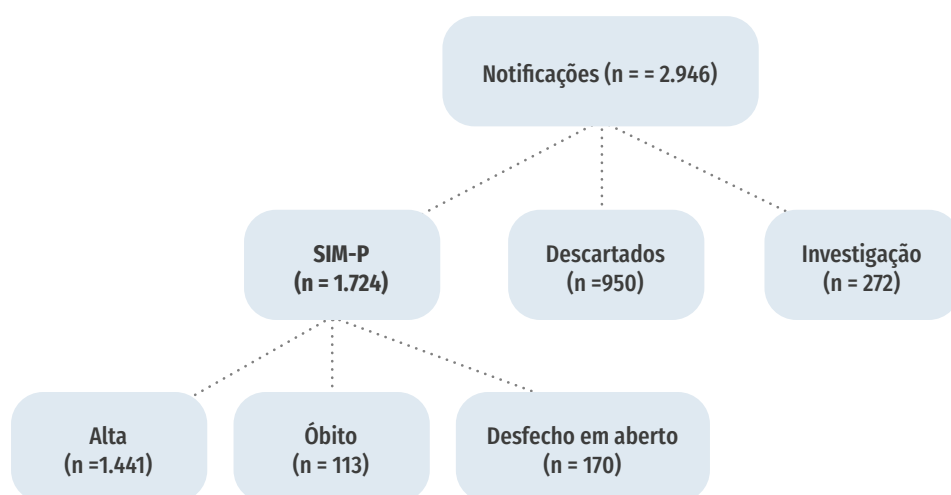 Notificações (n = = 2.946)
SIM-P
(n = 1.724)
Descartados
(n =950)
Investigação
(n = 272)
Alta
(n =1.441)
Óbito
(n = 113)
Desfecho em aberto
(n = 170)